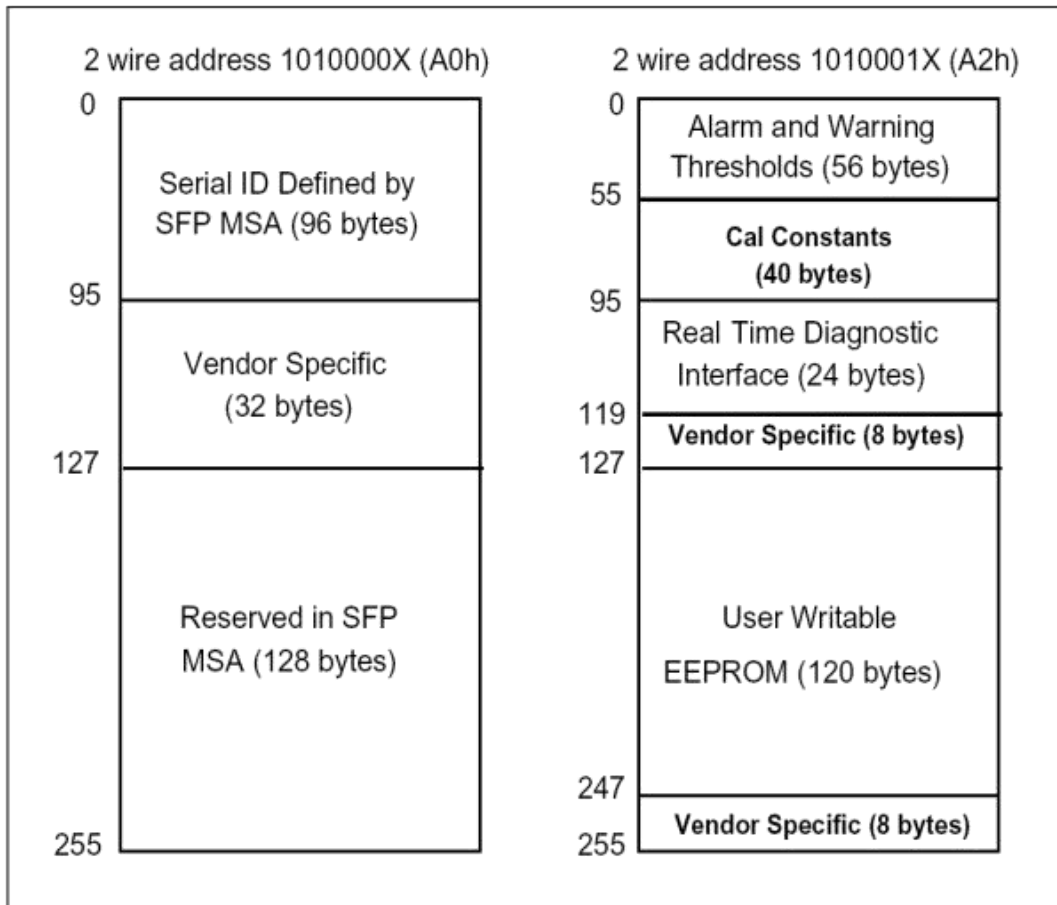 2 wire address 1010000X (A0h)
0
Serial ID Defined by
SFP MSA (96 bytes)
95
Vendor Specific
(32 bytes)
127
Reserved in SFP
MSA (128 bytes)
255
2 wire address 1010001X (A2h)
0
Alarm and Warning
Thresholds (56 bytes)
55
Cal Constants
(40 bytes)
95
Real Time Diagnostic
Interface (24 bytes)
119
Vendor Specific (8 bytes)
127
User Writable
EEPROM (120 bytes)
247
Vendor Specific (8 bytes)
255